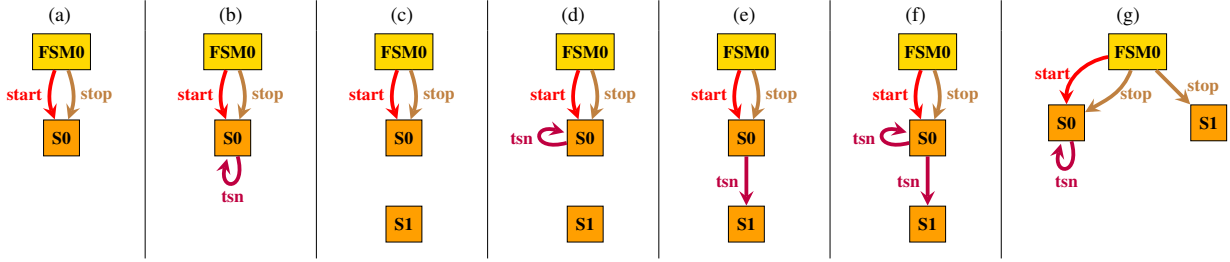 (a) (b) (c) (d) (e) (f) (g)
FSM0 FSM0 FSM0 FSM0 FSM0 FSM0 FSM0
start stop start stop start stop start stop start stop start stop start stop stop
S0 S0 S0 tsn S0 S0 tsn S0 S0 S1
tsn tsn tsn tsn
S1 S1 S1 S1